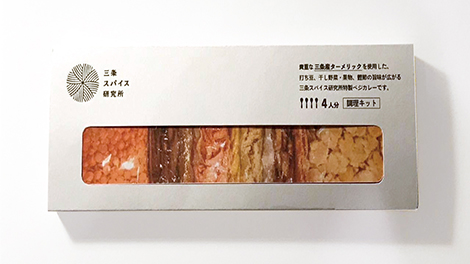 三条
スパイス
研究所
貴重な三条産ターメリックを使用した、
打ち豆、干し野菜・果物、鰹節の旨味が広がる
三条スパイス研究所特製ベジカレーです。
4人分 調理キット